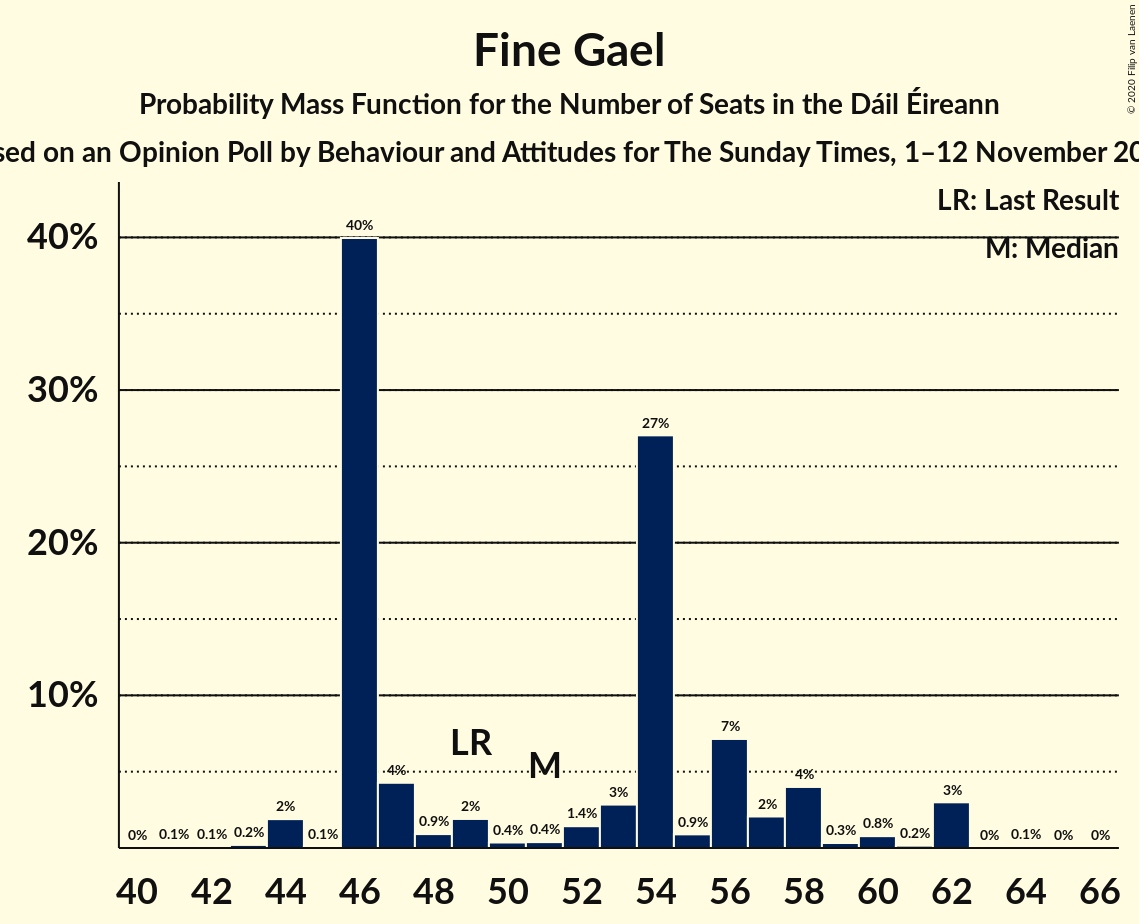 Fine Gael
Probability Mass Function for the Number of Seats in the Dáil Éireann
on an Opinion Poll by Behaviour and Attitudes for The Sunday Times, 1–12 November
© 2020 Filip van Laenen
LR: Last Result
M: Median
40%
30%
20%
10%
0% 0.1% 0.1% 0.2% 2% 0.1% 40% 4% 0.9% 2% 0.4% 0.4% 1.4% 3% 27% 0.9% 7% 2% 4% 0.3% 0.8% 0.2% 3% 0% 0.1% 0% 0%
LR
M
40 42 44 46 48 50 52 54 56 58 60 62 64 66